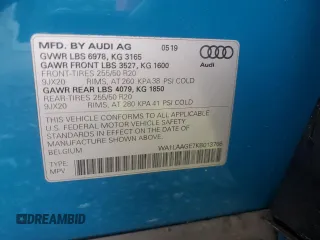 MFD. BY AUDI AG 05/19
GVWR LBS 6978, KG 3165
GAWR FRONT LBS 3527, KG 1600
FRONT-TIRES 255/60 R20
9JX20 RIMS, AT 260 KPA/38 PSI COLD
GAWR REAR LBS 4079, KG 1850
REAR-TIRES 255/60 R20
9JX20 RIMS, AT 280 KPA/41 PSI COLD
Audi
THIS VEHICLE CONFORMS TO ALL APPLICABLE
U.S. FEDERAL MOTOR VEHICLE SAFETY
STANDARDS IN EFFECT ON THE DATE OF
MANUFACTURE SHOWN ABOVE.
BELGIUM
TYPE:
MPV
DREAMBID